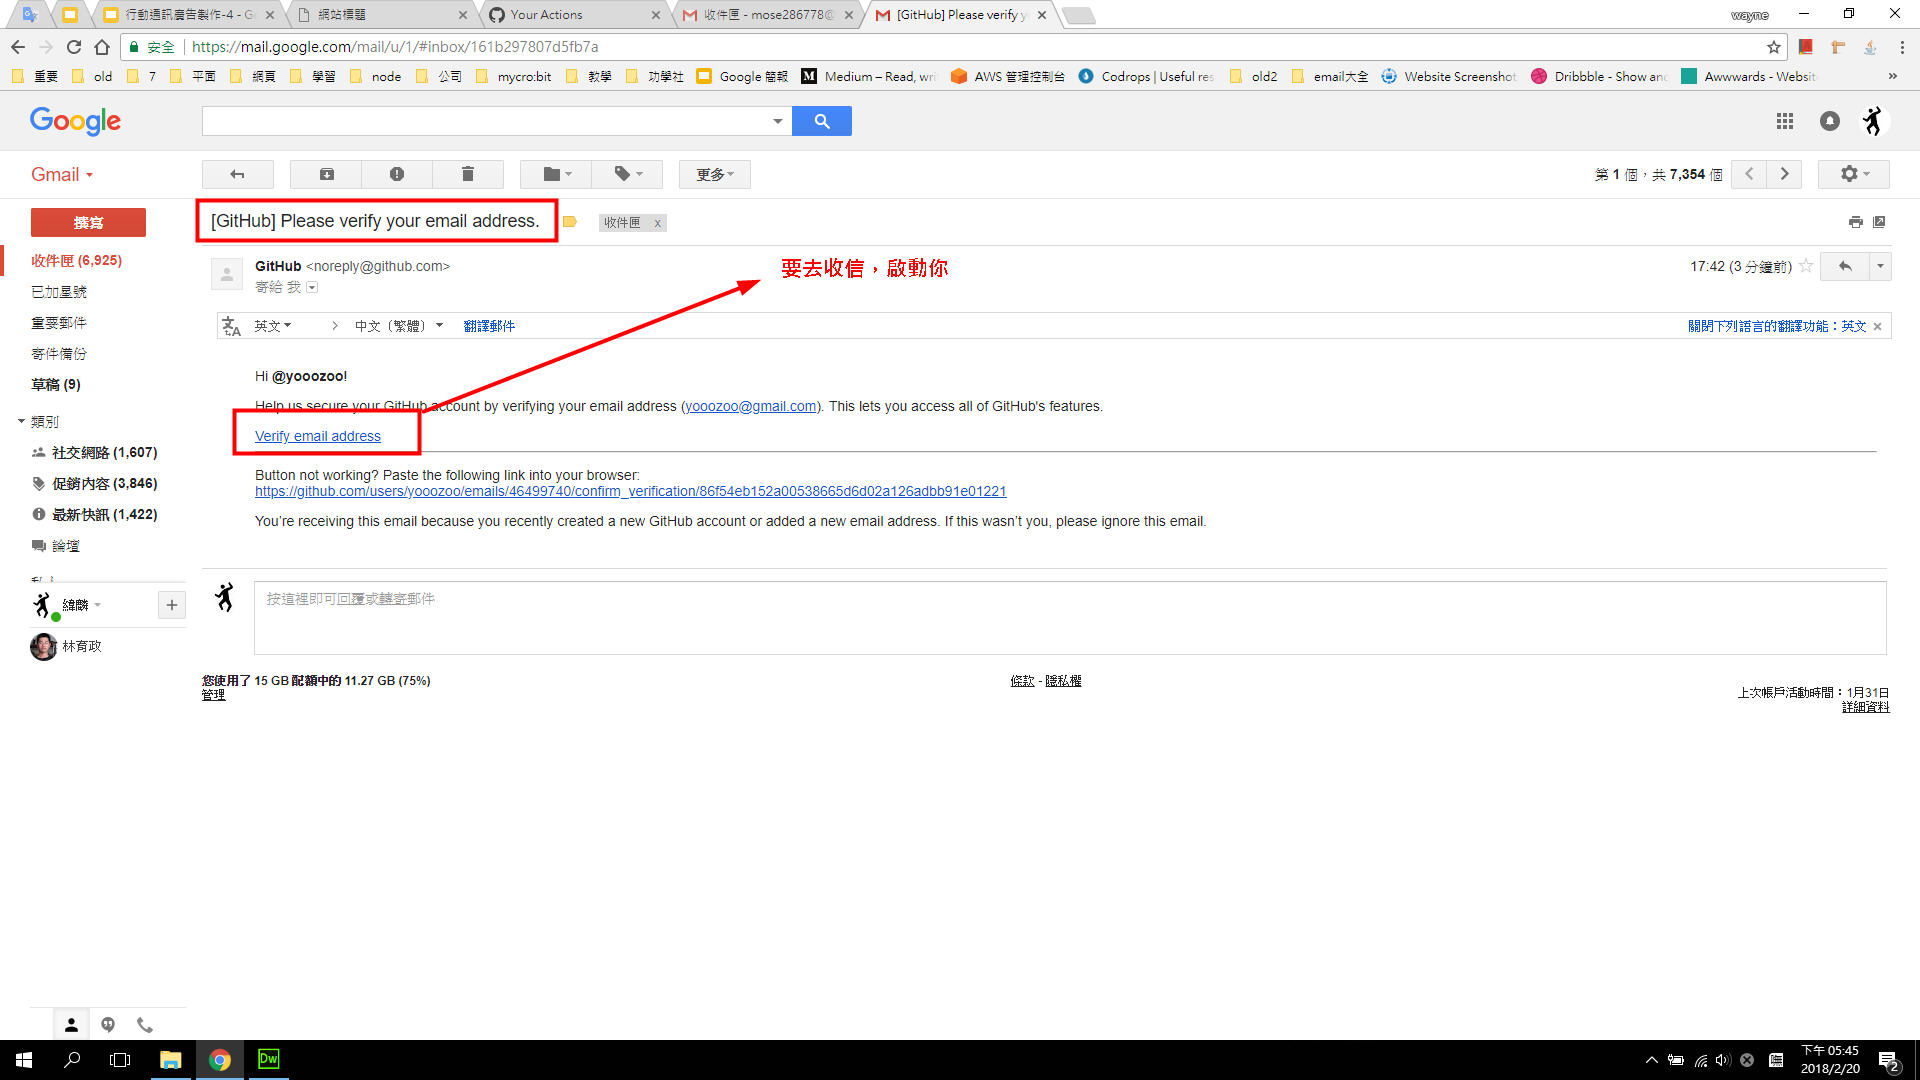 行動通訊廣告製作-4 - G
網站標題
Your Actions
收件匣 - mose286778@
[GitHub] Please verify y
wayne
安全
https://mail.google.com/mail/u/1/#inbox/161b297807d5fb7a
重要
old
7
平面
網頁
學習
node
公司
mycro:bit
教學
功學社
Google 簡報
Medium – Read, wri
AWS 管理控制台
Codrops | Useful res
old2
email大全
Website Screenshot
Dribbble - Show and
Awwwards - Websit
»
Google
Gmail
更多
第 1 個，共 7,354 個
撰寫
[GitHub] Please verify your email address.
收件匣 x
收件匣 (6,925)
已加星號
重要郵件
寄件備份
草稿 (9)
類別
社交網路 (1,607)
促銷內容 (3,846)
最新快訊 (1,422)
論壇
緯麟
林育政
GitHub <noreply@github.com>
寄給 我
17:42 (3 分鐘前)
要去收信，啟動你
英文 > 中文（繁體） 翻譯郵件
關閉下列語言的翻譯功能：英文 ×
Hi @yooozoo!
Help us secure your GitHub account by verifying your email address (yooozoo@gmail.com). This lets you access all of GitHub's features.
Verify email address
Button not working? Paste the following link into your browser:
https://github.com/users/yooozoo/emails/46499740/confirm_verification/86f54eb152a00538665d6d02a126adbb91e01221
You’re receiving this email because you recently created a new GitHub account or added a new email address. If this wasn’t you, please ignore this email.
按這裡即可回覆或轉寄郵件
您使用了 15 GB 配額中的 11.27 GB (75%)
管理
條款 - 隱私權
上次帳戶活動時間：1月31日
詳細資料
Dw
下午 05:45
2018/2/20
2